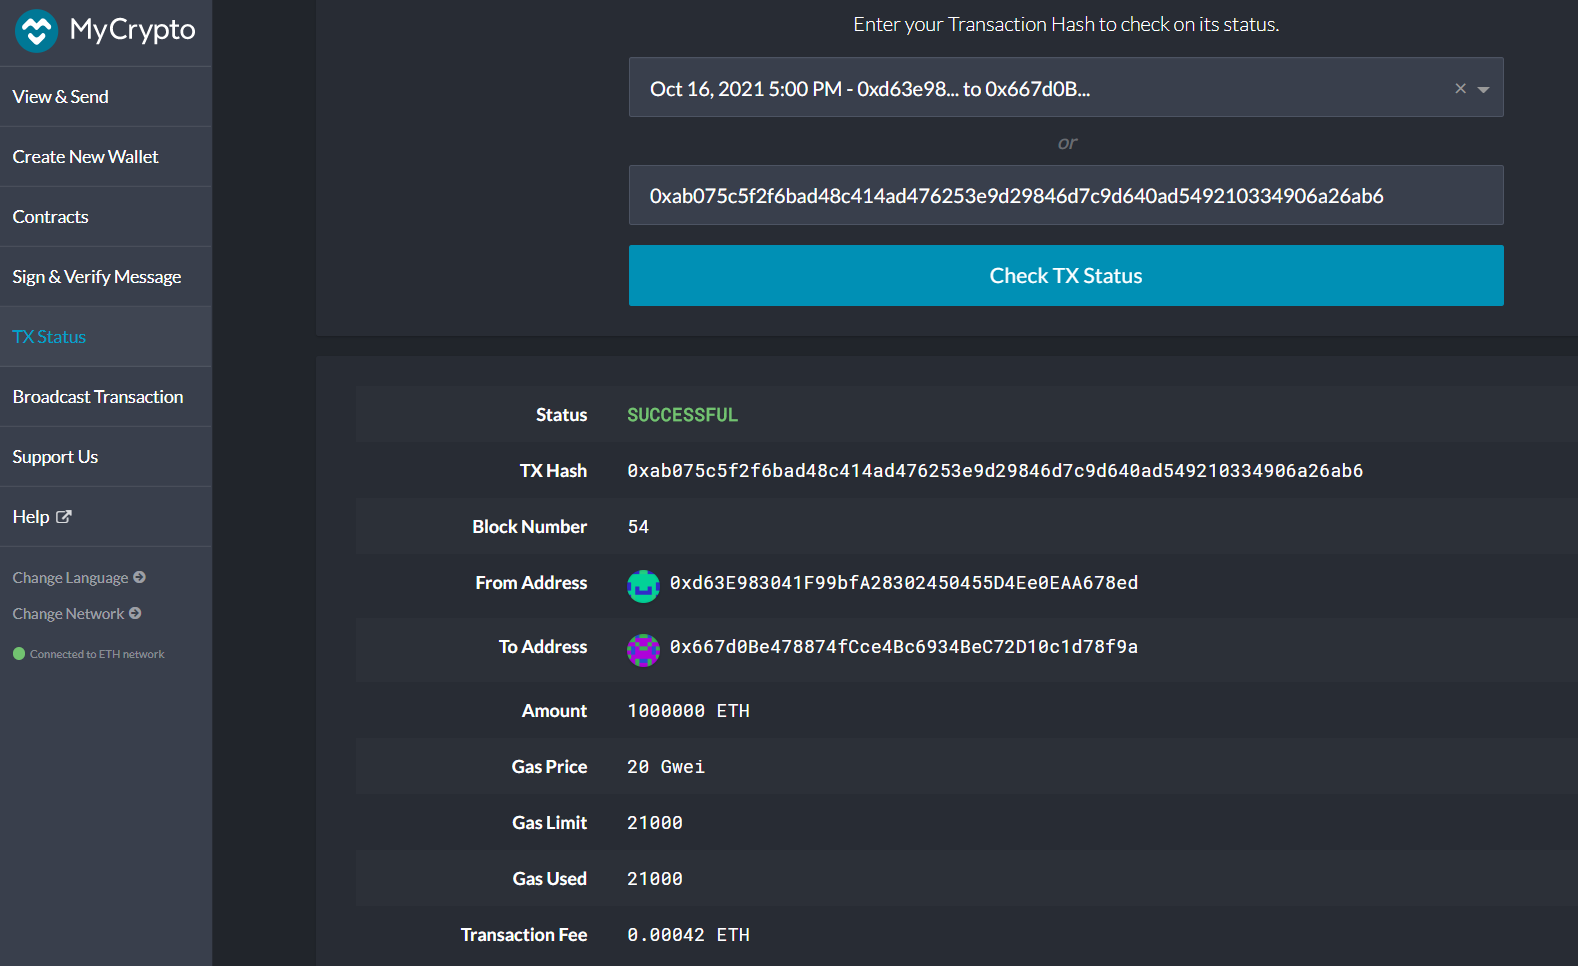 MyCrypto
View & Send
Create New Wallet
Contracts
Sign & Verify Message
TX Status
Broadcast Transaction
Support Us
Help
Change Language
Change Network
Connected to ETH network
Enter your Transaction Hash to check on its status.
Oct 16, 2021 5:00 PM - 0xd63e98... to 0x667d0B...
or
0xab075c5f2f6bad48c414ad476253e9d29846d7c9d640ad549210334906a26ab6
Check TX Status
Status SUCCESSFUL
TX Hash 0xab075c5f2f6bad48c414ad476253e9d29846d7c9d640ad549210334906a26ab6
Block Number 54
From Address 0xd63E983041F99bfA28302450455D4Ee0EAA678ed
To Address 0x667d0Be478874fCce4Bc6934BeC72D10c1d78f9a
Amount 1000000 ETH
Gas Price 20 Gwei
Gas Limit 21000
Gas Used 21000
Transaction Fee 0.00042 ETH